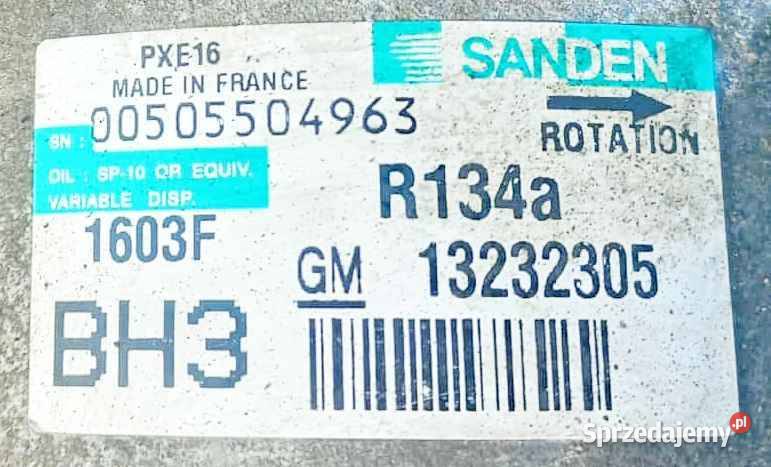 PXE16
MADE IN FRANCE
SANDEN
SN : 00505504963
ROTATION
OIL : SP-10 OR EQUIV.
VARIABLE DISP.
R134a
1603F
GM 13232305
BH3
Sprzedajemy.pl